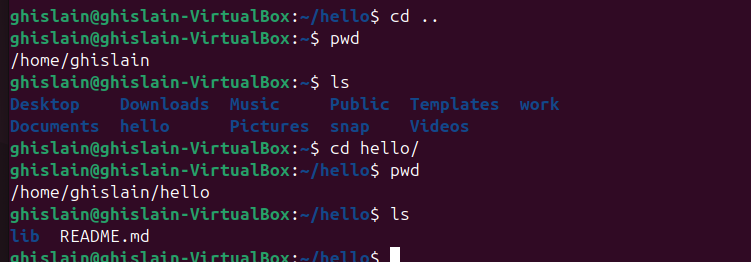 ghislain@ghislain-VirtualBox:~/hello$ cd ..
ghislain@ghislain-VirtualBox:~$ pwd
/home/ghislain
ghislain@ghislain-VirtualBox:~$ ls
Desktop    Downloads  Music     Public  Templates  work
Documents  hello      Pictures  snap    Videos
ghislain@ghislain-VirtualBox:~$ cd hello/
ghislain@ghislain-VirtualBox:~/hello$ pwd
/home/ghislain/hello
ghislain@ghislain-VirtualBox:~/hello$ ls
lib  README.md
ghislain@ghislain-VirtualBox:~/hello$